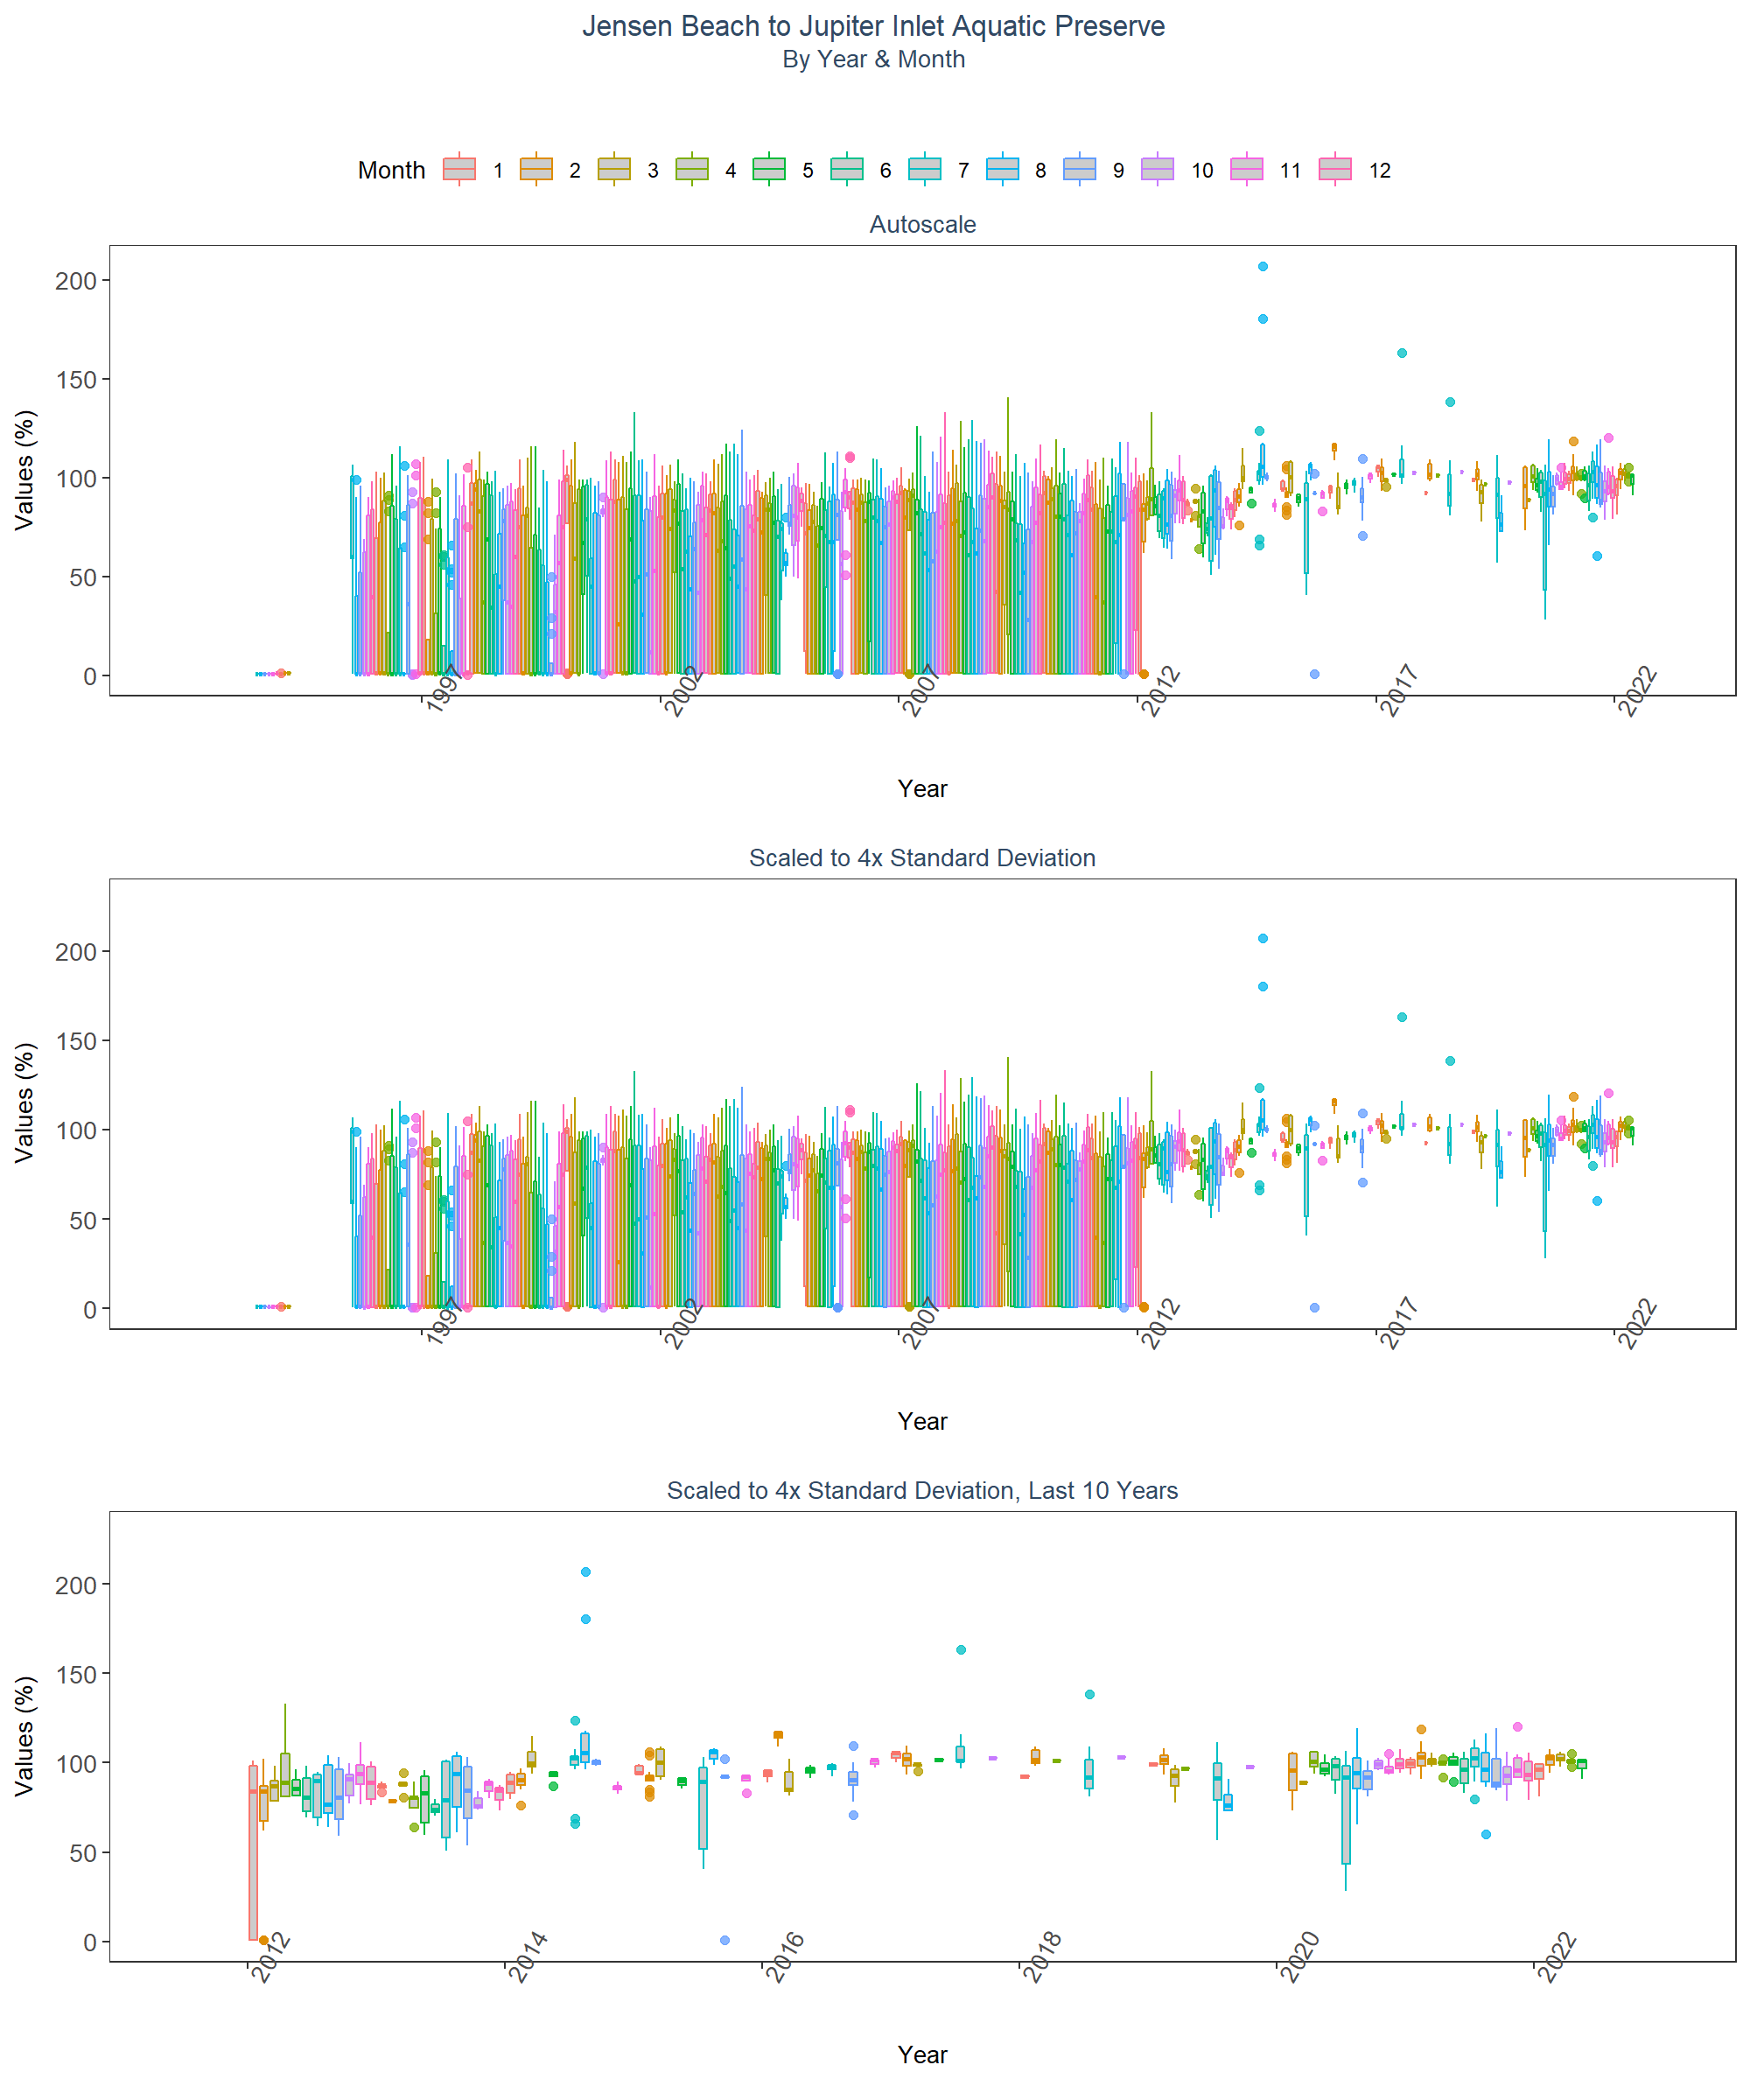 Jensen Beach to Jupiter Inlet Aquatic Preserve
By Year & Month
Month 1 2 3 4 5 6 7 8 9 10 11 12
Autoscale
Values (%)
200
150
100
50
0
1997 2002 2007 2012 2017 2022
Year
Scaled to 4x Standard Deviation
Values (%)
200
150
100
50
0
1997 2002 2007 2012 2017 2022
Year
Scaled to 4x Standard Deviation, Last 10 Years
Values (%)
200
150
100
50
0
2012 2014 2016 2018 2020 2022
Year